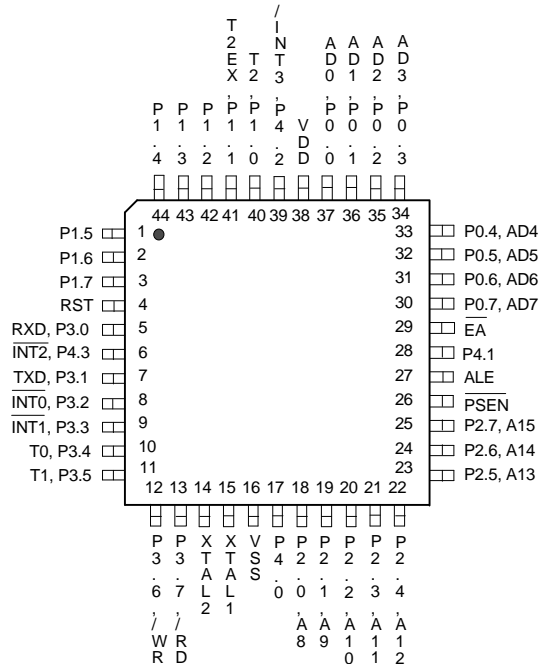 P1.4
P1.3
P1.2
T2EX,P1.1
T2,P1.0
/INT3,P4.2
VDD
AD0,P0.0
AD1,P0.1
AD2,P0.2
AD3,P0.3
44 43 42 41 40 39 38 37 36 35 34
P1.5 1
P1.6 2
P1.7 3
RST 4
RXD, P3.0 5
INT2, P4.3 6
TXD, P3.1 7
INT0, P3.2 8
INT1, P3.3 9
T0, P3.4 10
T1, P3.5 11
33 P0.4, AD4
32 P0.5, AD5
31 P0.6, AD6
30 P0.7, AD7
29 EA
28 P4.1
27 ALE
26 PSEN
25 P2.7, A15
24 P2.6, A14
23 P2.5, A13
12 13 14 15 16 17 18 19 20 21 22
P3.6,/WR
P3.7,/RD
XTAL2
XTAL1
VSS
P4.0
P2.0,A8
P2.1,A9
P2.2,A10
P2.3,A11
P2.4,A12